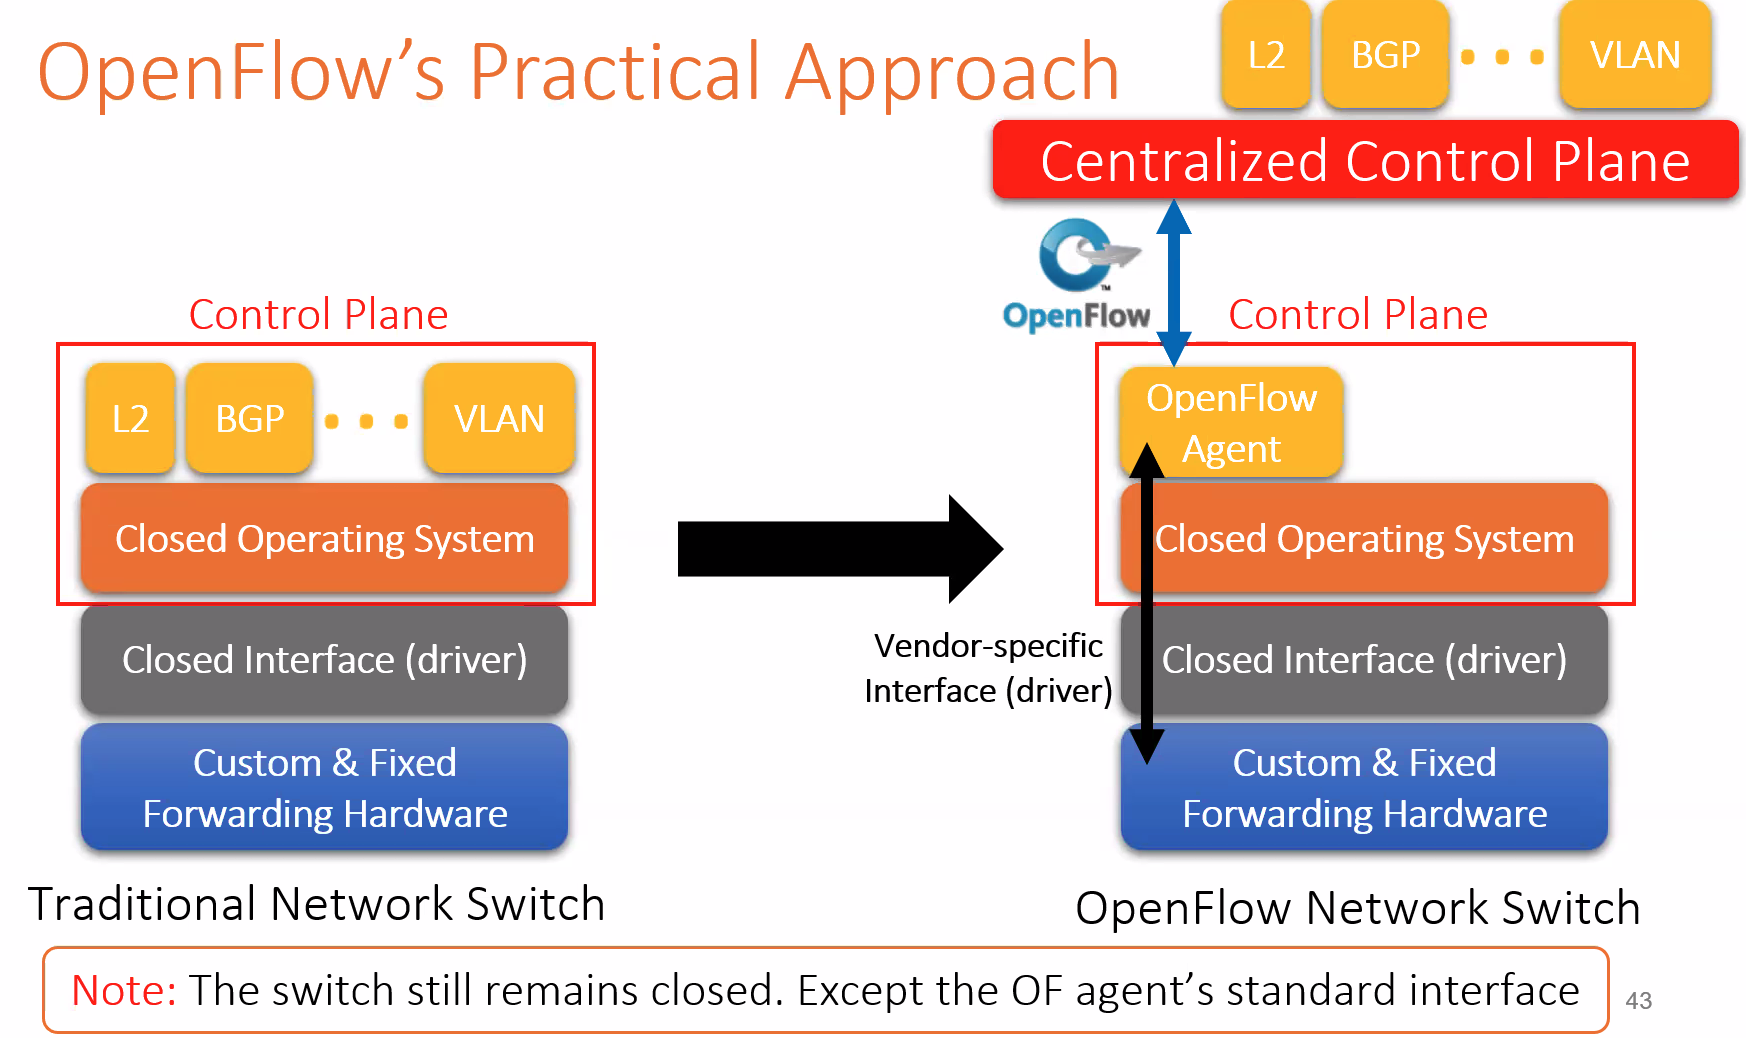 OpenFlow's Practical Approach
L2
BGP
VLAN
Centralized Control Plane
TM
OpenFlow
Control Plane
L2
BGP
VLAN
Closed Operating System
Closed Interface (driver)
Custom & Fixed
Forwarding Hardware
Traditional Network Switch
Control Plane
OpenFlow
Agent
Closed Operating System
Vendor-specific
Interface (driver)
Closed Interface (driver)
Custom & Fixed
Forwarding Hardware
OpenFlow Network Switch
Note: The switch still remains closed. Except the OF agent's standard interface
43